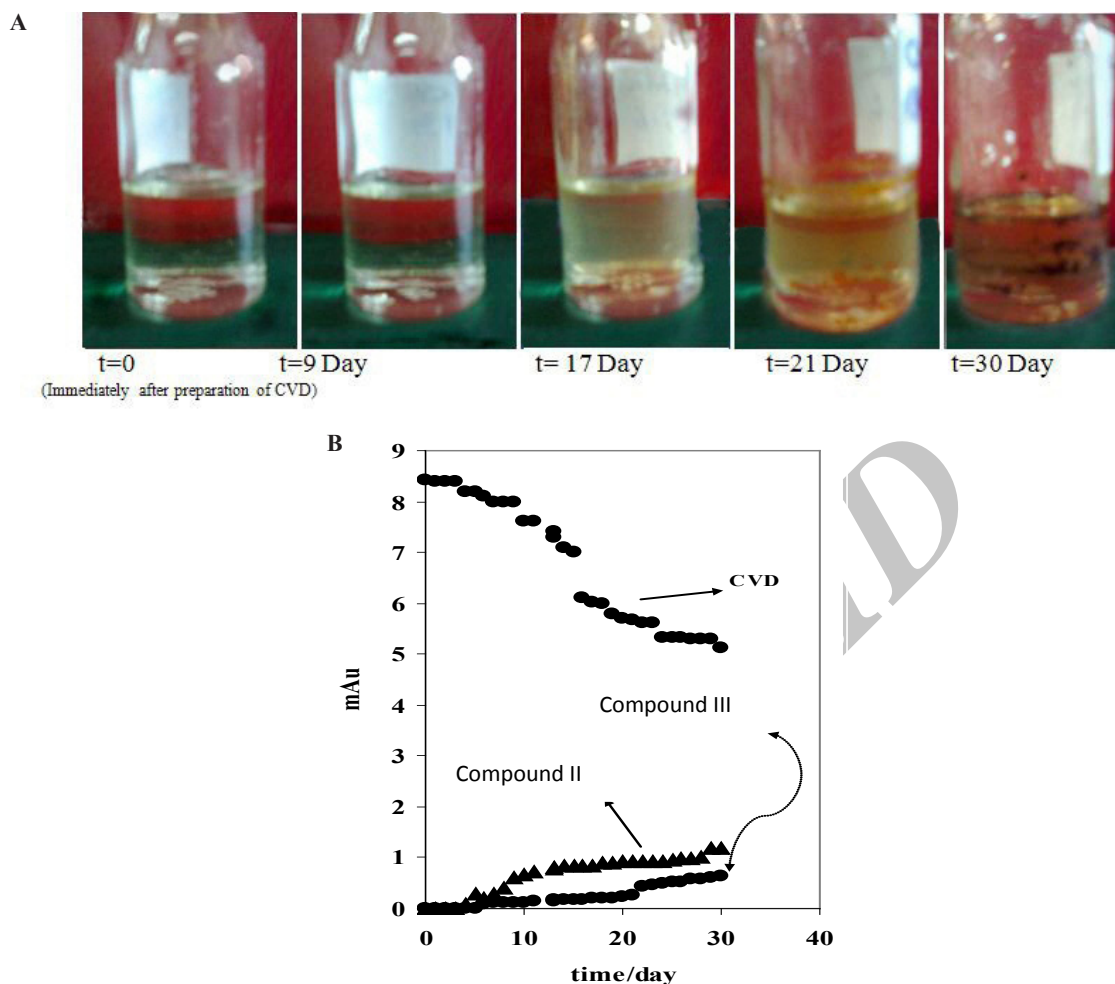 A
t=0
(Immediately after preparation of CVD)
t=9 Day
t= 17 Day
t=21 Day
t=30 Day
B
9
8
7
6
5
4
3
2
1
0
mAu
CVD
Compound III
Compound II
0
10
20
30
40
time/day